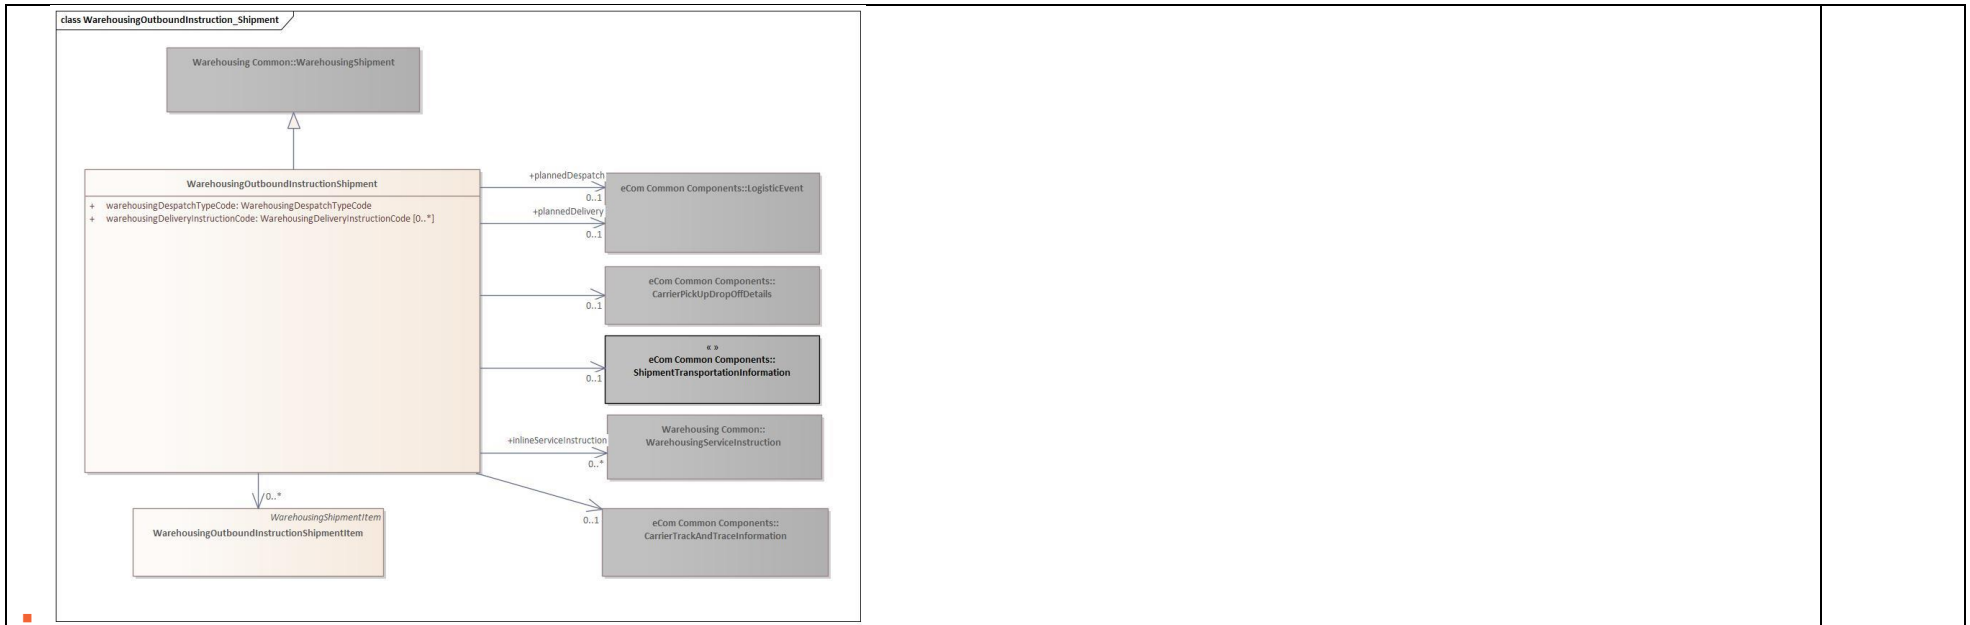 class WarehousingOutboundInstruction_Shipment
Warehousing Common::WarehousingShipment
WarehousingOutboundInstructionShipment
+ warehousingDespatchTypeCode: WarehousingDespatchTypeCode
+ warehousingDeliveryInstructionCode: WarehousingDeliveryInstructionCode [0..*]
+plannedDespatch
0..1
+plannedDelivery
0..1
eCom Common Components::LogisticEvent
0..1
eCom Common Components::
CarrierPickUpDropOffDetails
0..1
« »
eCom Common Components::
ShipmentTransportationInformation
+inlineServiceInstruction
0..*
Warehousing Common::
WarehousingServiceInstruction
0..1
eCom Common Components::
CarrierTrackAndTraceInformation
0..*
WarehousingShipmentItem
WarehousingOutboundInstructionShipmentItem